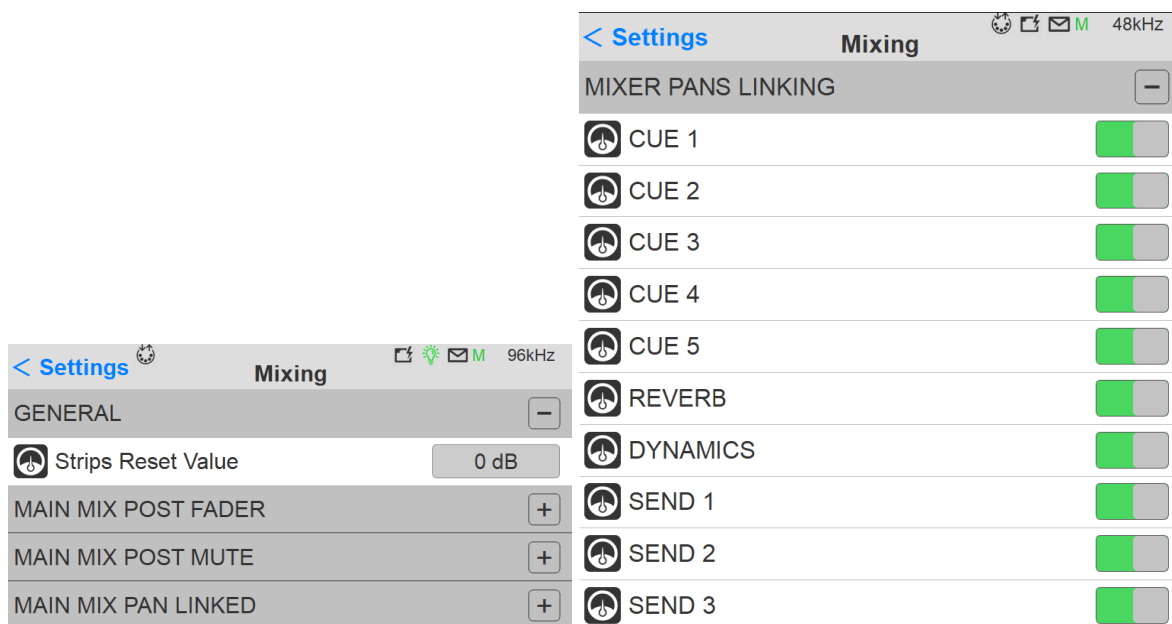 < Settings
Mixing
M
96kHz
GENERAL
−
Strips Reset Value
0 dB
MAIN MIX POST FADER
+
MAIN MIX POST MUTE
+
MAIN MIX PAN LINKED
+
< Settings
Mixing
M
48kHz
MIXER PANS LINKING
−
CUE 1
CUE 2
CUE 3
CUE 4
CUE 5
REVERB
DYNAMICS
SEND 1
SEND 2
SEND 3